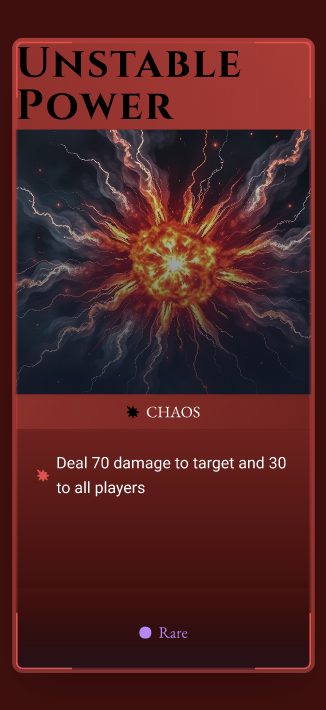 Unstable
Power
CHAOS
Deal 70 damage to target and 30
to all players
Rare